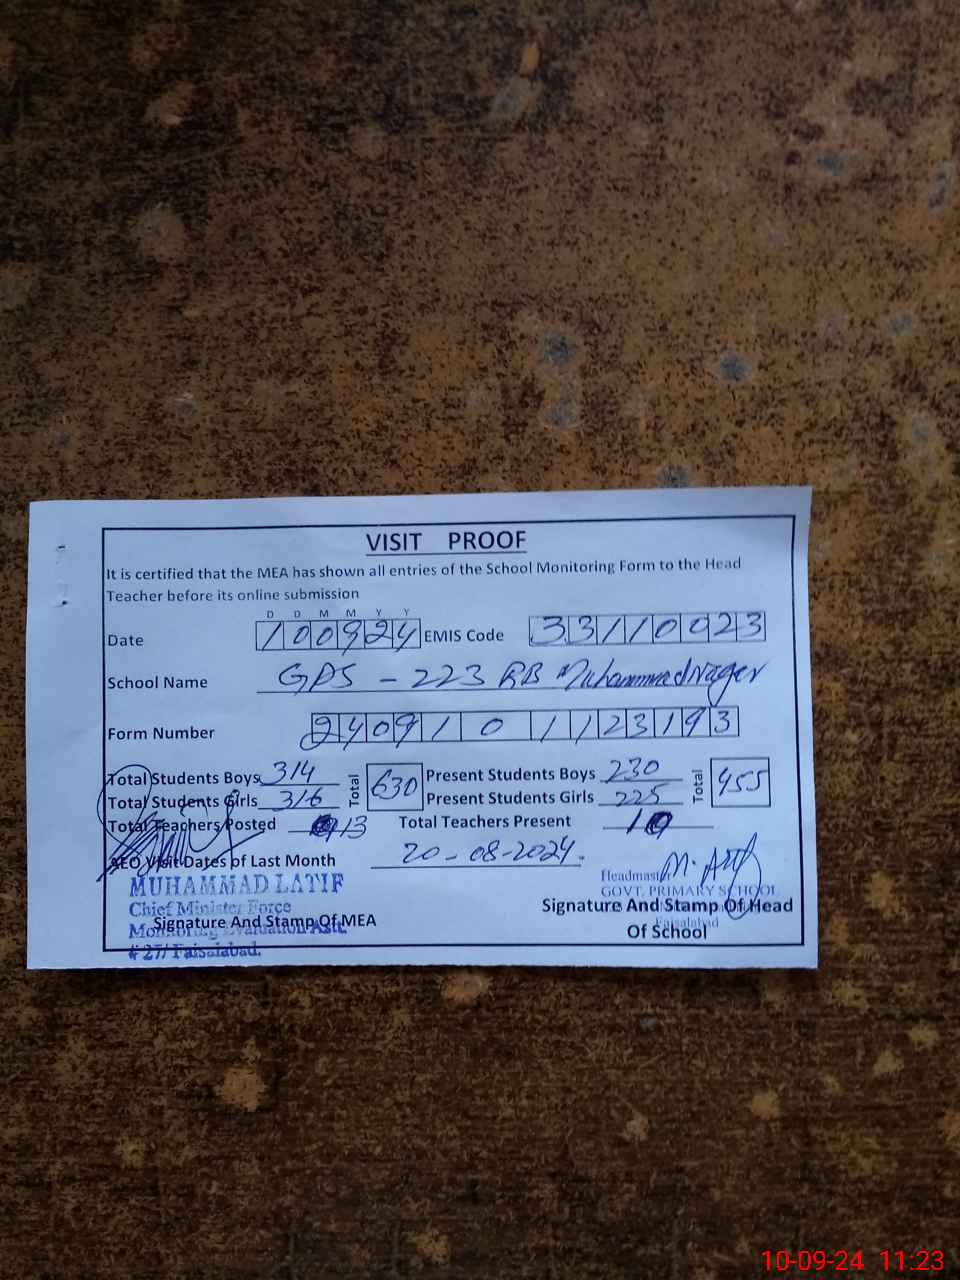 VISIT PROOF
It is certified that the MEA has shown all entries of the School Monitoring Form to the Head
Teacher before its online submission
D D M M Y Y
Date 100924 EMIS Code 33110023
School Name GPS - 223 RB Muhammad Nager
Form Number 2409101123193
Total Students Boys 314 Total 630 Present Students Boys 230 Total 455
Total Students Girls 316 Present Students Girls 225
Total Teachers Posted 13 Total Teachers Present 10
AEO Visit Dates of Last Month 20-08-2024.
MUHAMMAD LATIF
Chief Minister Force
Monitoring Evaluation Astt.
# 27/ Faisalabad.
Signature And Stamp Of MEA
Headmaster
GOVT. PRIMARY SCHOOL
Faisalabad
Signature And Stamp Of Head
Of School
10-09-24 11:23